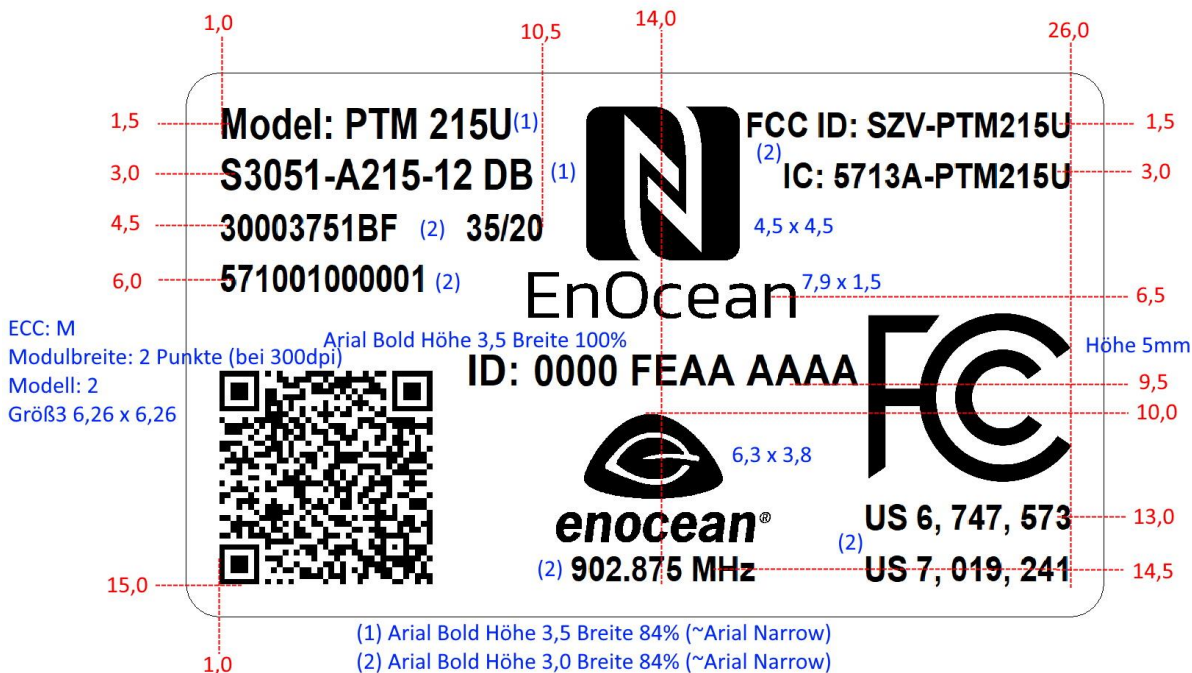 1,0
10,5
14,0
26,0
1,5
Model: PTM 215U (1)
FCC ID: SZV-PTM215U
1,5
(2)
3,0
S3051-A215-12 DB (1)
IC: 5713A-PTM215U
3,0
4,5
30003751BF (2) 35/20
4,5 x 4,5
6,0
571001000001 (2)
EnOcean
7,9 x 1,5
6,5
ECC: M
Modulbreite: 2 Punkte (bei 300dpi)
Modell: 2
Größ3 6,26 x 6,26
Arial Bold Höhe 3,5 Breite 100%
FC
Höhe 5mm
ID: 0000 FEAA AAAA
9,5
10,0
6,3 x 3,8
enocean®
US 6, 747, 573
13,0
(2)
(2) 902.875 MHz
US 7, 019, 241
14,5
15,0
(1) Arial Bold Höhe 3,5 Breite 84% (~Arial Narrow)
(2) Arial Bold Höhe 3,0 Breite 84% (~Arial Narrow)
1,0